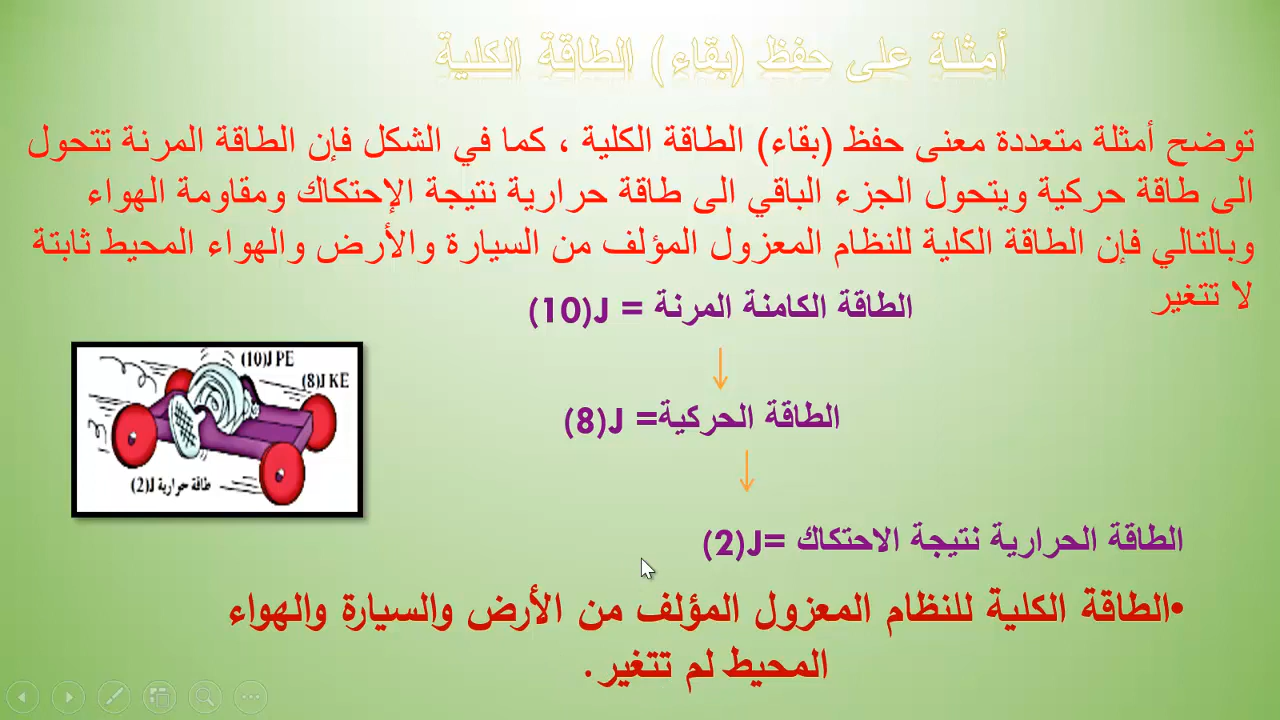 أمثلة على حفظ (بقاء) الطاقة الكلية
توضح أمثلة متعددة معنى حفظ (بقاء) الطاقة الكلية ، كما في الشكل فإن الطاقة المرنة تتحول
الى طاقة حركية ويتحول الجزء الباقي الى طاقة حرارية نتيجة الإحتكاك ومقاومة الهواء
وبالتالي فإن الطاقة الكلية للنظام المعزول المؤلف من السيارة والأرض والهواء المحيط ثابتة
لا تتغير
الطاقة الكامنة المرنة = J(10)
(10)J PE
(8)J KE
الطاقة الحركية= J(8)
طاقة حرارية J(2)
الطاقة الحرارية نتيجة الاحتكاك =J(2)
•الطاقة الكلية للنظام المعزول المؤلف من الأرض والسيارة والهواء
المحيط لم تتغير.